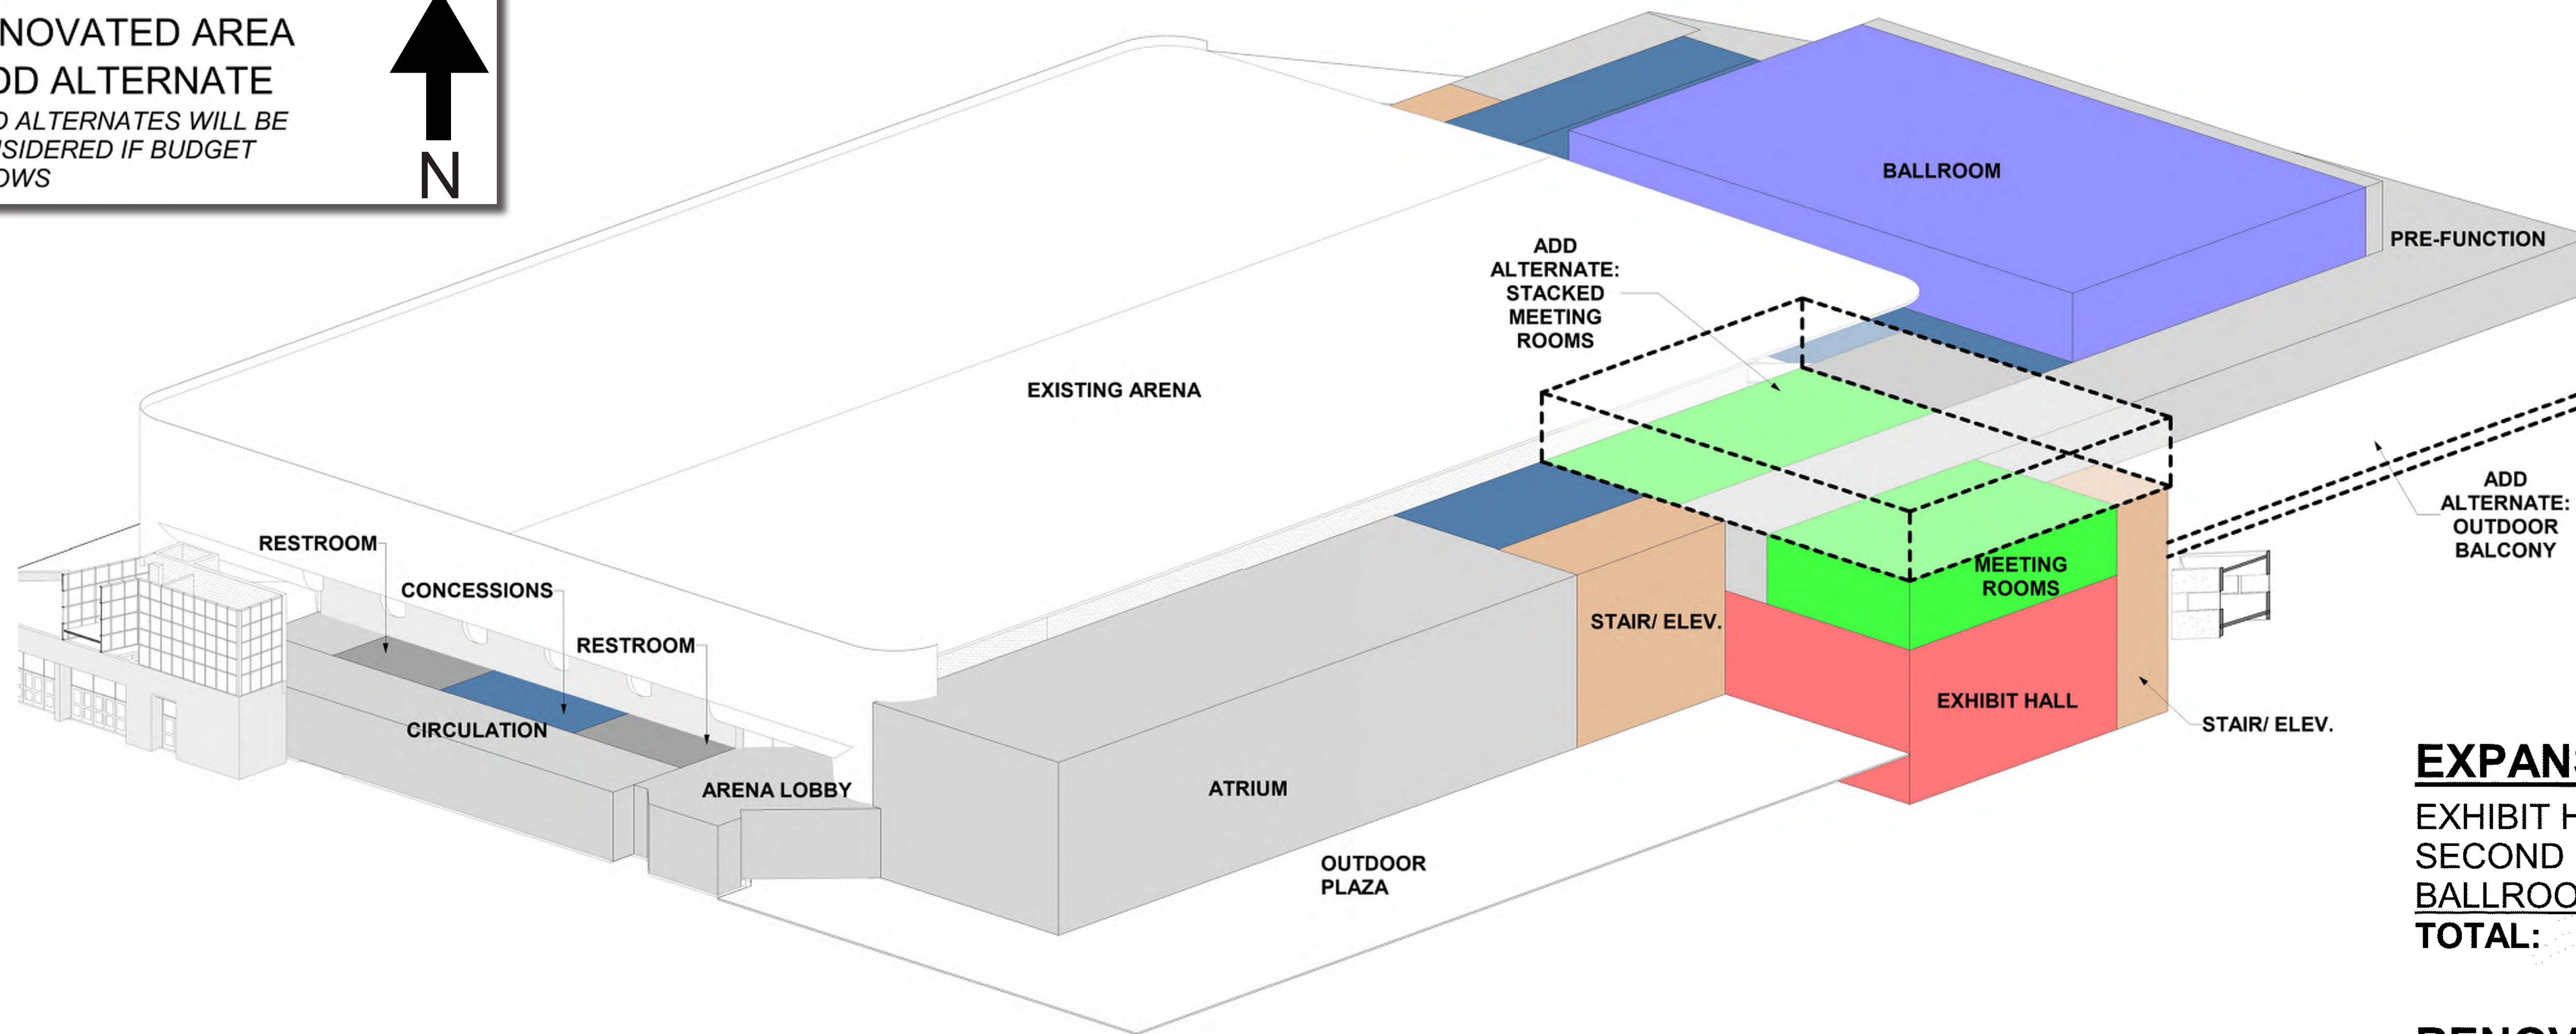 NOVATED AREA
DD ALTERNATE
D ALTERNATES WILL BE
NSIDERED IF BUDGET
OWS
N
BALLROOM
PRE-FUNCTION
ADD
ALTERNATE:
STACKED
MEETING
ROOMS
EXISTING ARENA
ADD
ALTERNATE:
OUTDOOR
BALCONY
RESTROOM
CONCESSIONS
RESTROOM
MEETING
ROOMS
STAIR/ ELEV.
EXHIBIT HALL
STAIR/ ELEV.
CIRCULATION
ARENA LOBBY
ATRIUM
OUTDOOR
PLAZA
EXPANS
EXHIBIT H
SECOND
BALLROO
TOTAL:
RENOV